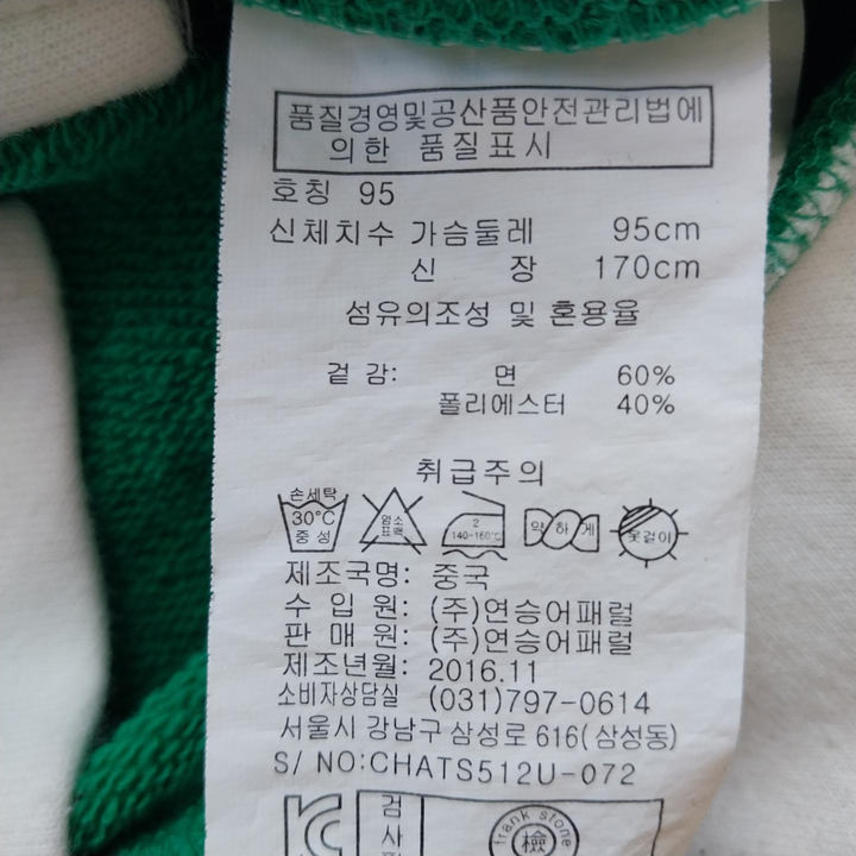 품질경영및공산품안전관리법에
의한 품질표시
호칭 95
신체치수 가슴둘레 95cm
신 장 170cm
섬유의조성 및 혼용율
겉 감: 면 60%
폴리에스터 40%
취급주의
손세탁
30°C
중성
염소
표백
2
140-160°C
약하게
옷걸이
제조국명: 중국
수 입 원: (주)연승어패럴
판 매 원: (주)연승어패럴
제조년월: 2016.11
소비자상담실 (031)797-0614
서울시 강남구 삼성로 616(삼성동)
S/ NO:CHATS512U-072
검
사
frank stone
檢